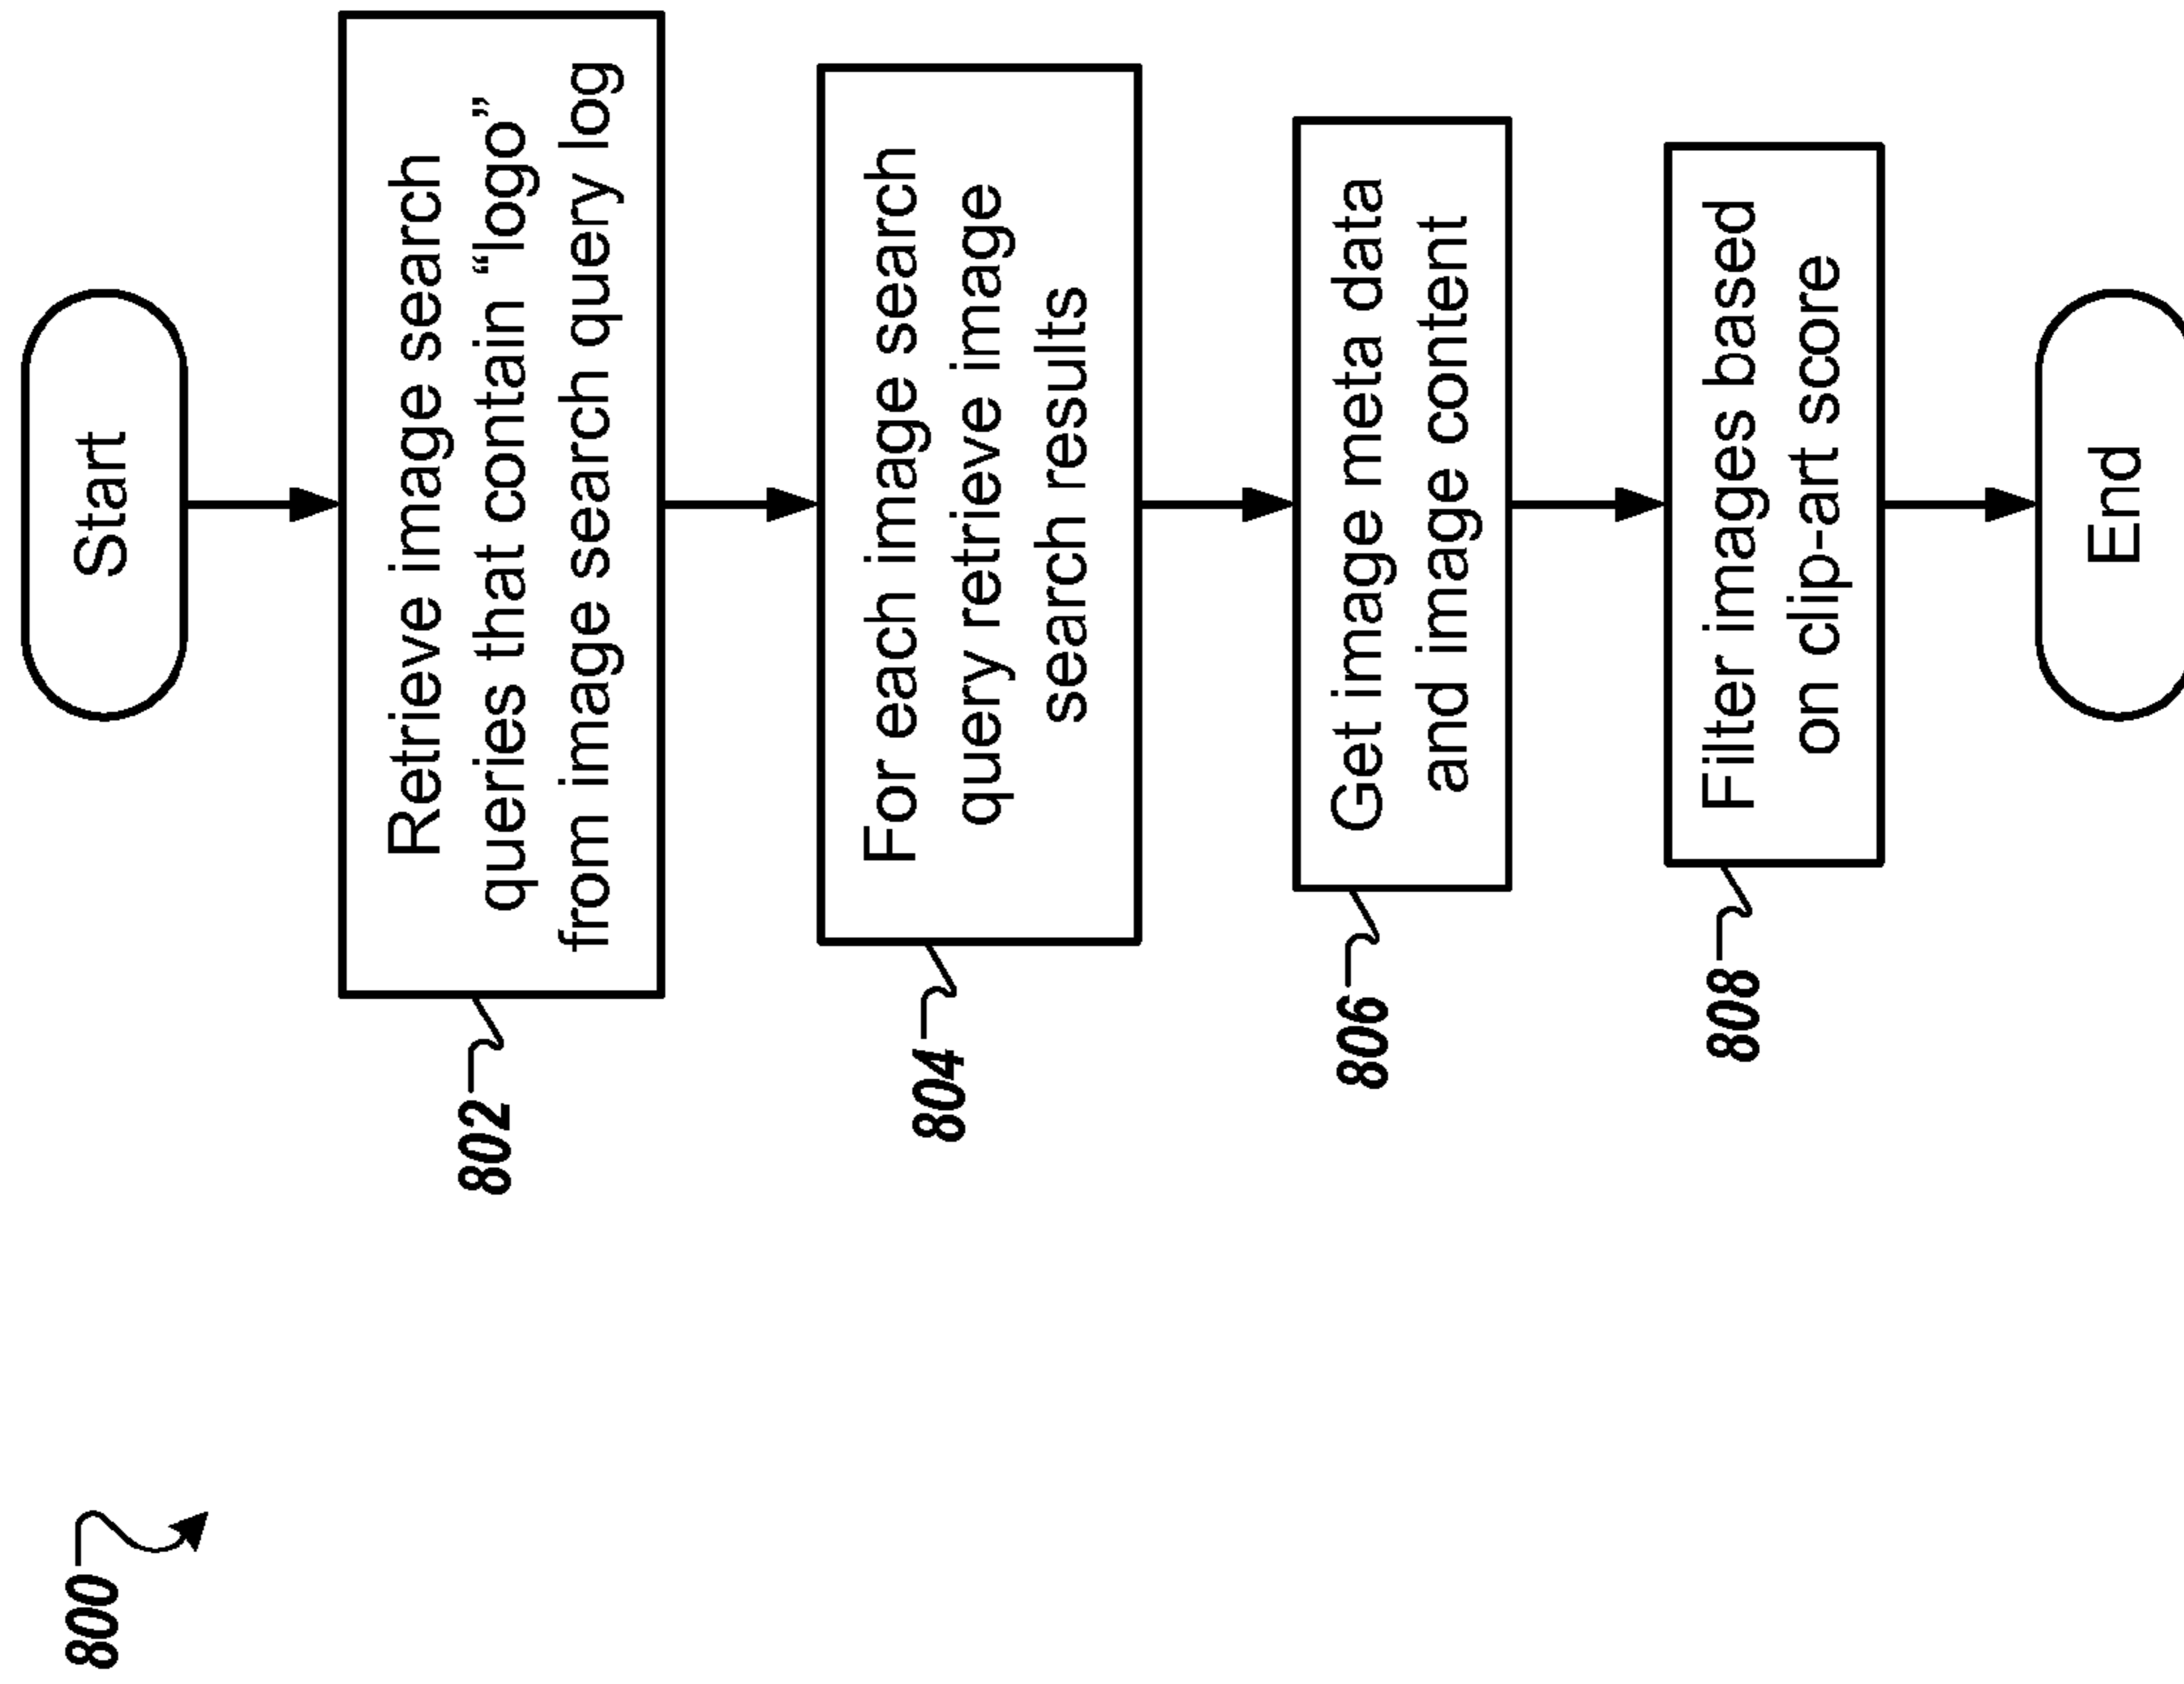 800
Start
802
Retrieve image search
queries that contain “logo”
from image search query log
804
For each image search
query retrieve image
search results
806
Get image meta data
and image content
808
Filter images based
on clip-art score
End